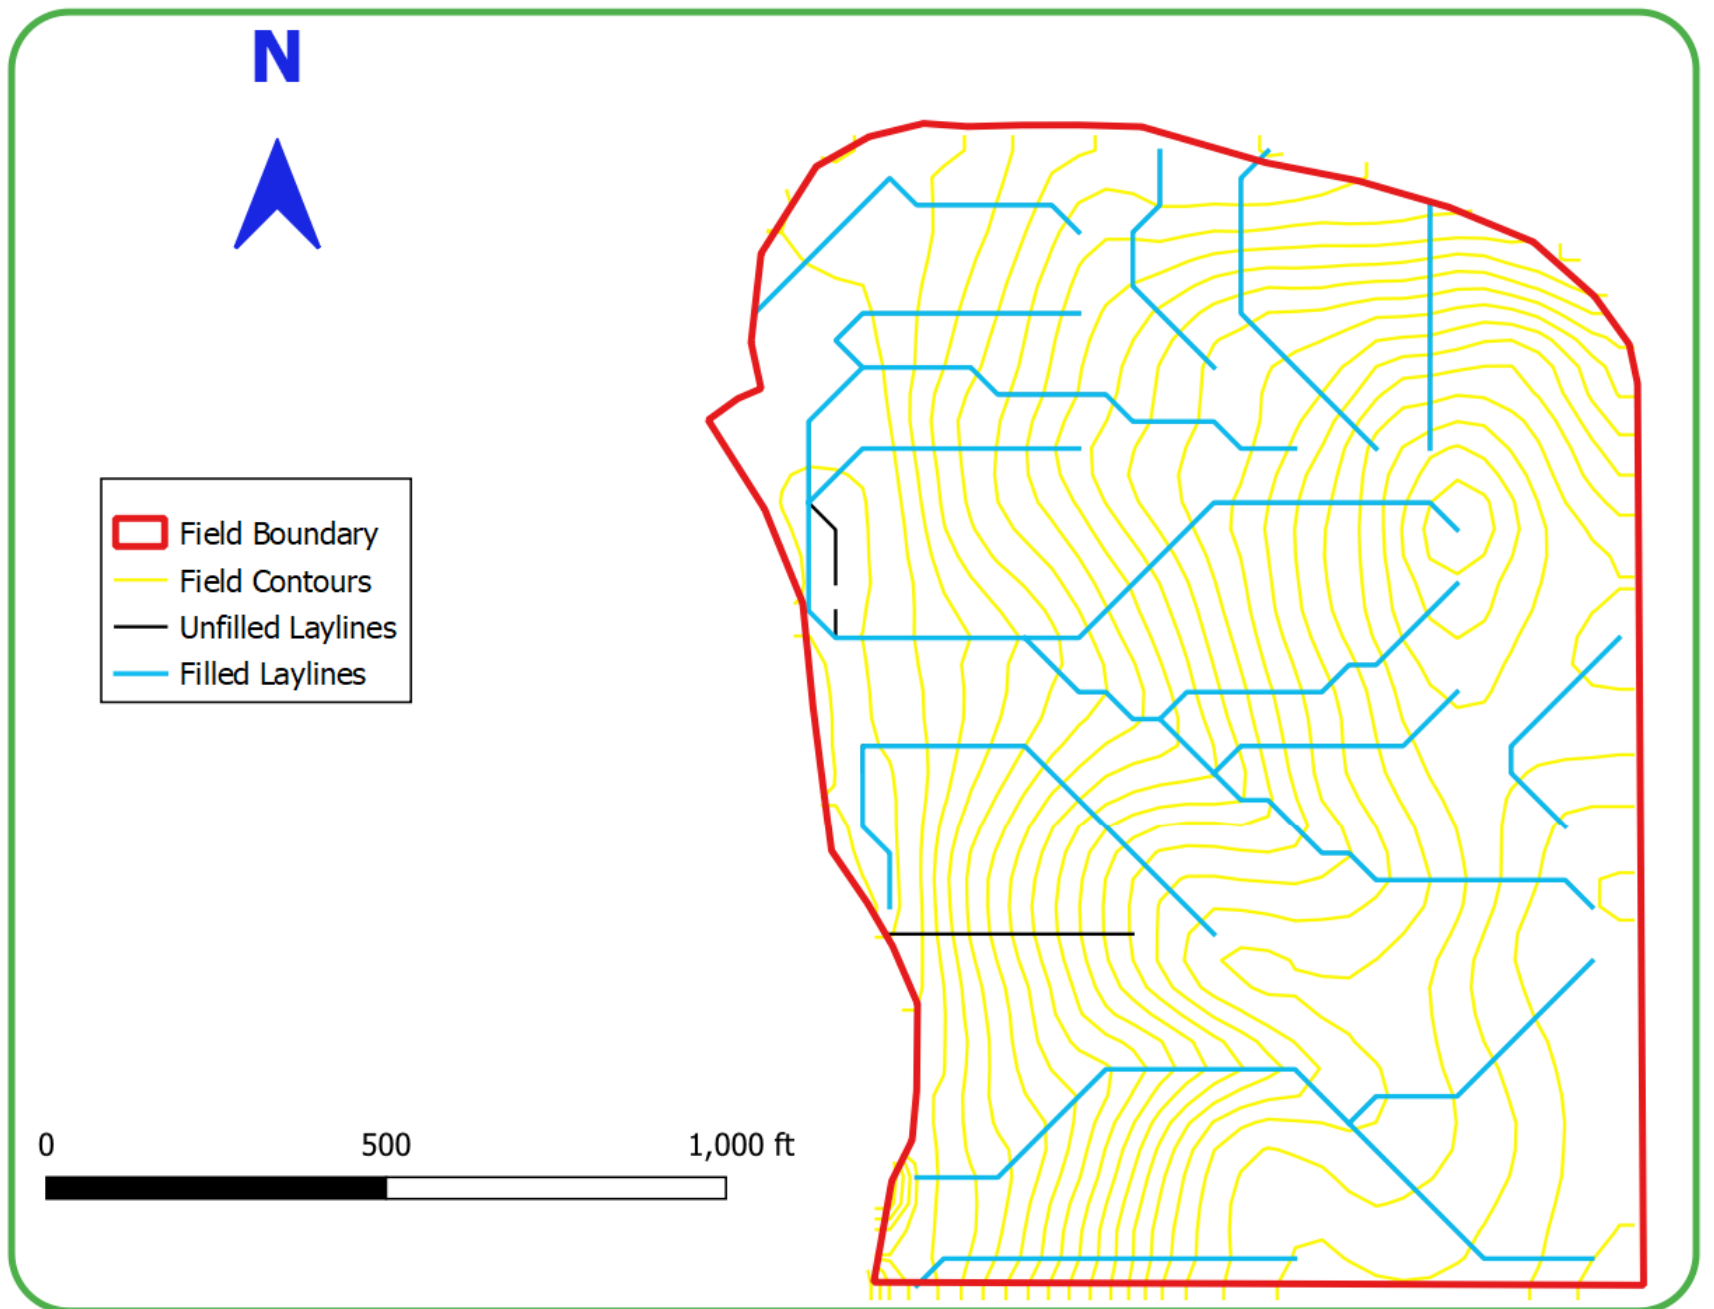 N
Field Boundary
Field Contours
Unfilled Laylines
Filled Laylines
0 500 1,000 ft